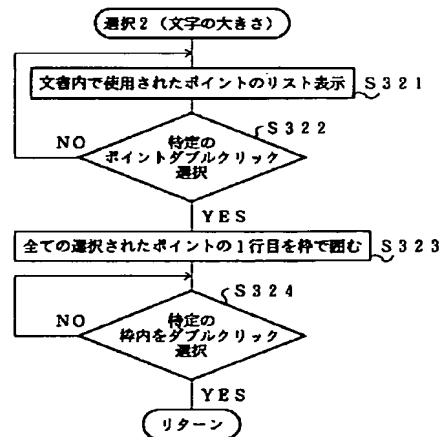 選択2（文字の大きさ）
文書内で使用されたポイントのリスト表示
S321
S322
NO
特定の
ポイントダブルクリック
選択
YES
全ての選択されたポイントの1行目を枠で囲む
S323
S324
NO
特定の
枠内をダブルクリック
選択
YES
リターン